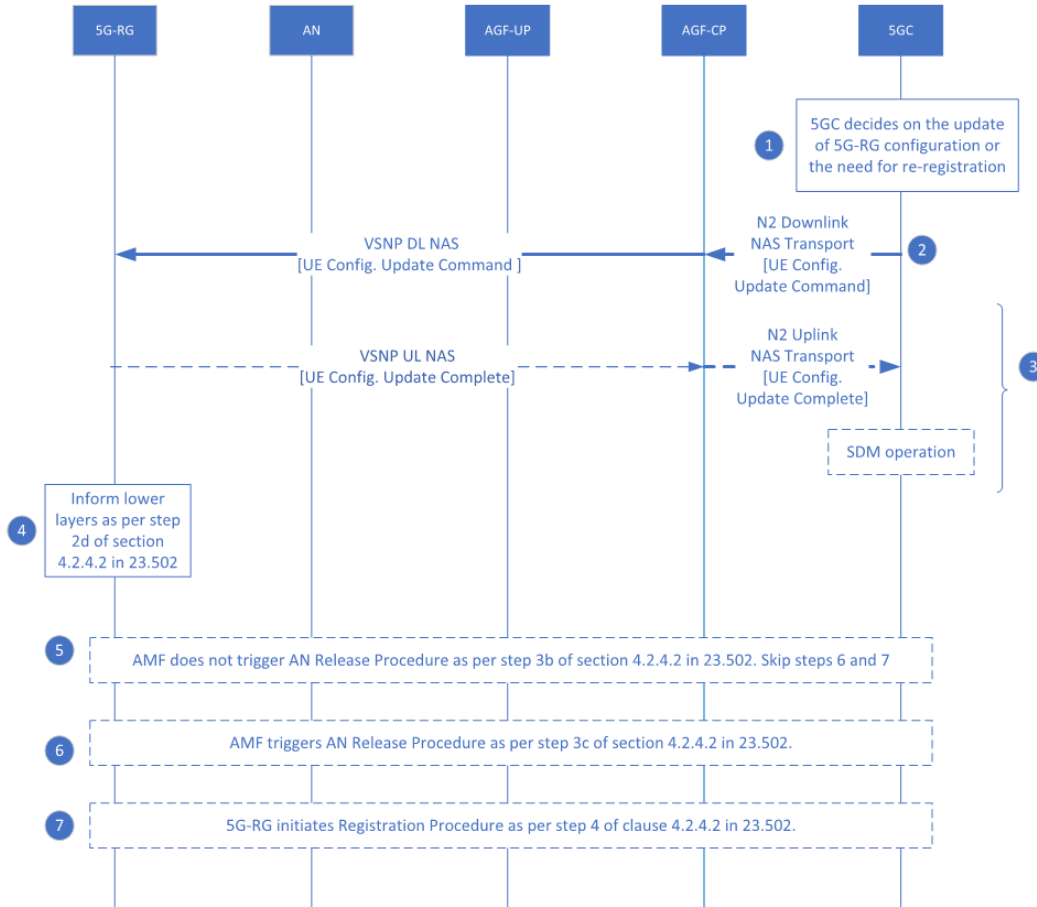 5G-RG
AN
AGF-UP
AGF-CP
5GC
1
5GC decides on the update
of 5G-RG configuration or
the need for re-registration
VSNP DL NAS
[UE Config. Update Command ]
N2 Downlink
NAS Transport
[UE Config.
Update Command]
2
VSNP UL NAS
[UE Config. Update Complete]
N2 Uplink
NAS Transport
[UE Config.
Update Complete]
3
SDM operation
4
Inform lower
layers as per step
2d of section
4.2.4.2 in 23.502
5
AMF does not trigger AN Release Procedure as per step 3b of section 4.2.4.2 in 23.502. Skip steps 6 and 7
6
AMF triggers AN Release Procedure as per step 3c of section 4.2.4.2 in 23.502.
7
5G-RG initiates Registration Procedure as per step 4 of clause 4.2.4.2 in 23.502.